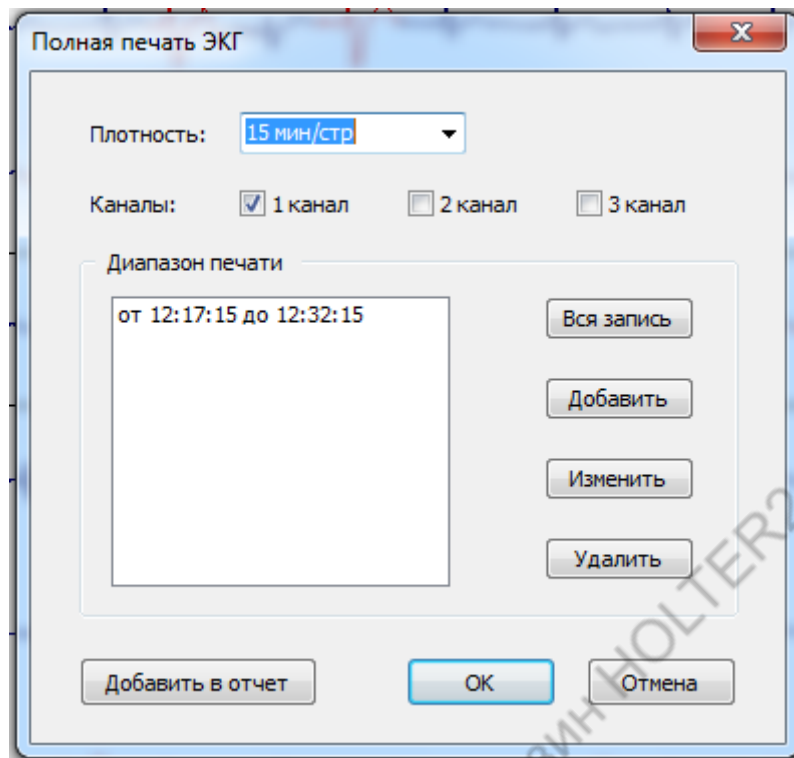 Полная печать ЭКГ
Плотность: 15 мин/стр
Каналы: 1 канал 2 канал 3 канал
Диапазон печати
от 12:17:15 до 12:32:15
Вся запись
Добавить
Изменить
Удалить
Добавить в отчет OK Отмена